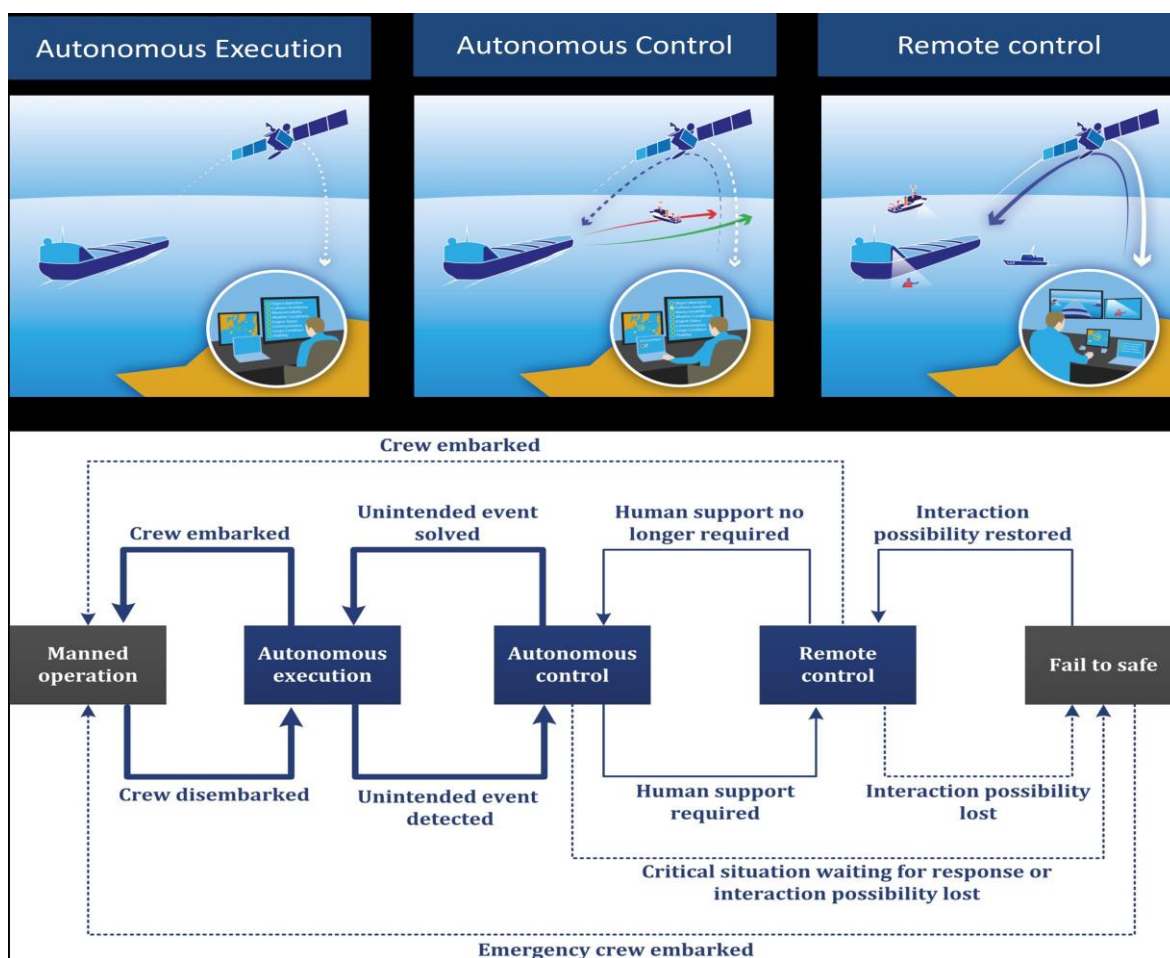 Autonomous Execution
Autonomous Control
Remote control
Crew embarked
Crew embarked
Unintended event
solved
Human support no
longer required
Interaction
possibility restored
Manned
operation
Autonomous
execution
Autonomous
control
Remote
control
Fail to safe
Crew disembarked
Unintended event
detected
Human support
required
Interaction possibility
lost
Critical situation waiting for response or
interaction possibility lost
Emergency crew embarked